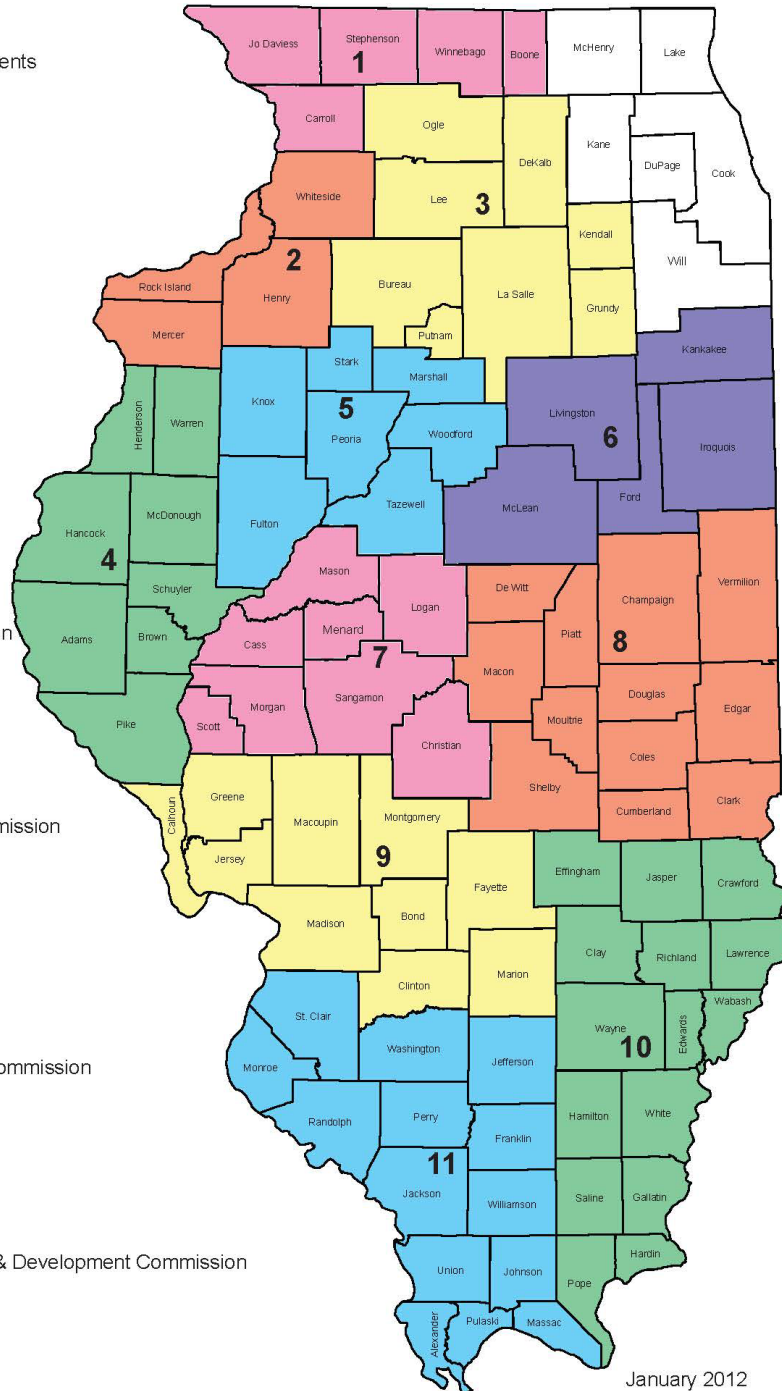 Jo Daviess
Stephenson
Winnebago
Boone
McHenry
Lake
1
ents
Carroll
Ogle
DeKalb
Kane
DuPage
Cook
Whiteside
Lee
3
Kendall
Will
2
Rock Island
Henry
Bureau
La Salle
Grundy
Mercer
Putnam
Kankakee
Stark
Marshall
Knox
5
Peoria
Woodford
Livingston
6
Iroquois
Henderson
Warren
Ford
Hancock
McDonough
Fulton
Tazewell
McLean
4
Schuyler
Mason
Logan
De Witt
Champaign
Vermilion
n
Adams
Brown
Cass
Menard
7
Macon
Piatt
8
Pike
Scott
Morgan
Sangamon
Christian
Moultrie
Douglas
Edgar
Coles
Shelby
Cumberland
Clark
mission
Calhoun
Greene
Macoupin
Montgomery
9
Jersey
Fayette
Effingham
Jasper
Crawford
Madison
Bond
Clay
Richland
Lawrence
Clinton
Marion
Wabash
St. Clair
Wayne
10
Edwards
ommission
Monroe
Washington
Jefferson
Randolph
Perry
Hamilton
White
Franklin
11
Jackson
Williamson
Saline
Gallatin
& Development Commission
Union
Johnson
Pope
Hardin
Alexander
Pulaski
Massac
January 2012